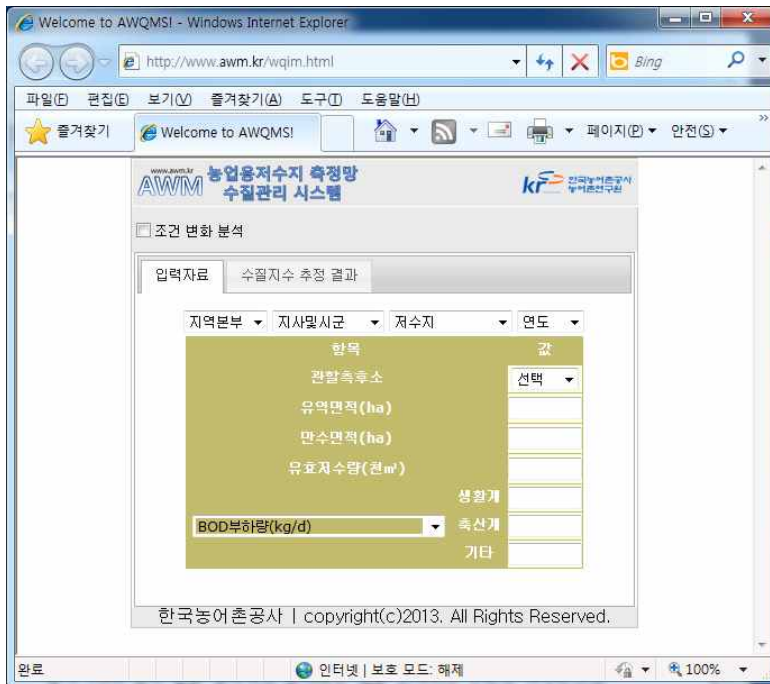 Welcome to AWQMS! - Windows Internet Explorer
http://www.awm.kr/wqim.html
Bing
파일(F) 편집(E) 보기(V) 즐겨찾기(A) 도구(T) 도움말(H)
즐겨찾기 Welcome to AWQMS! 페이지(P) 안전(S) »
www.awm.kr
AWM 농업용저수지 측정망
수질관리 시스템
한국농어촌공사
농어촌연구원
조건 변화 분석
입력자료 수질지수 추정 결과
지역본부 지사및시군 저수지 연도
항목 값
관할측후소 선택
유역면적(ha)
만수면적(ha)
유효저수량(천㎥)
생활계
BOD부하량(kg/d) 축산계
기타
한국농어촌공사 | copyright(c)2013. All Rights Reserved.
완료 인터넷 | 보호 모드: 해제 100%